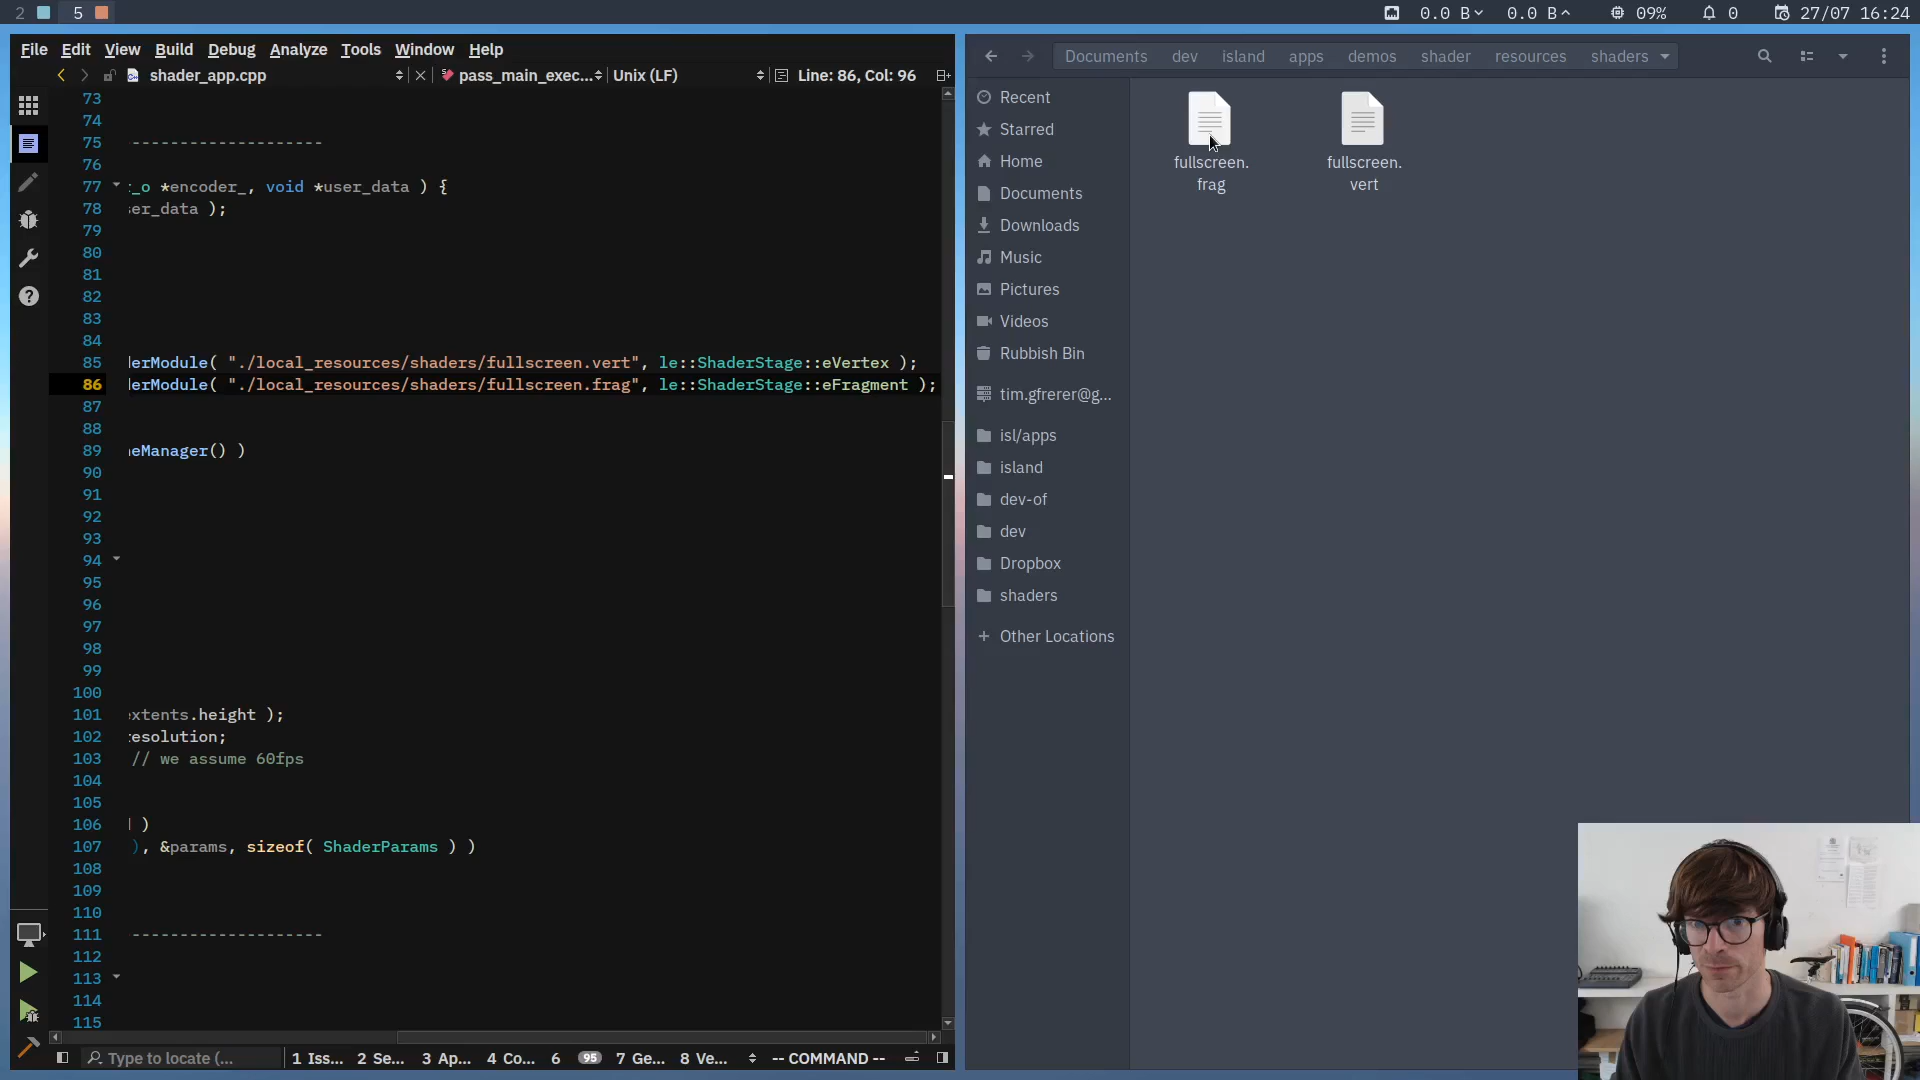 2 5 0.0 B 0.0 B 09% 0 27/07 16:24
File Edit View Build Debug Analyze Tools Window Help
shader_app.cpp pass_main_exec... Unix (LF) Line: 86, Col: 96
73
74
75 --------------------
76
77 r_o *encoder_, void *user_data ) {
78 ser_data );
79
80
81
82
83
84
85 derModule( "./local_resources/shaders/fullscreen.vert", le::ShaderStage::eVertex );
86 derModule( "./local_resources/shaders/fullscreen.frag", le::ShaderStage::eFragment );
87
88
89 neManager() )
90
91
92
93
94
95
96
97
98
99
100
101 extents.height );
102 resolution;
103 // we assume 60fps
104
105
106 )
107 ), &params, sizeof( ShaderParams ) )
108
109
110
111 --------------------
112
113
114
115
Type to locate (... 1 Iss... 2 Se... 3 Ap... 4 Co... 6 95 7 Ge... 8 Ve... -- COMMAND --
Documents dev island apps demos shader resources shaders
Recent
Starred
Home
Documents
Downloads
Music
Pictures
Videos
Rubbish Bin
tim.gfrerer@g...
isl/apps
island
dev-of
dev
Dropbox
shaders
+ Other Locations
fullscreen.
frag
fullscreen.
vert